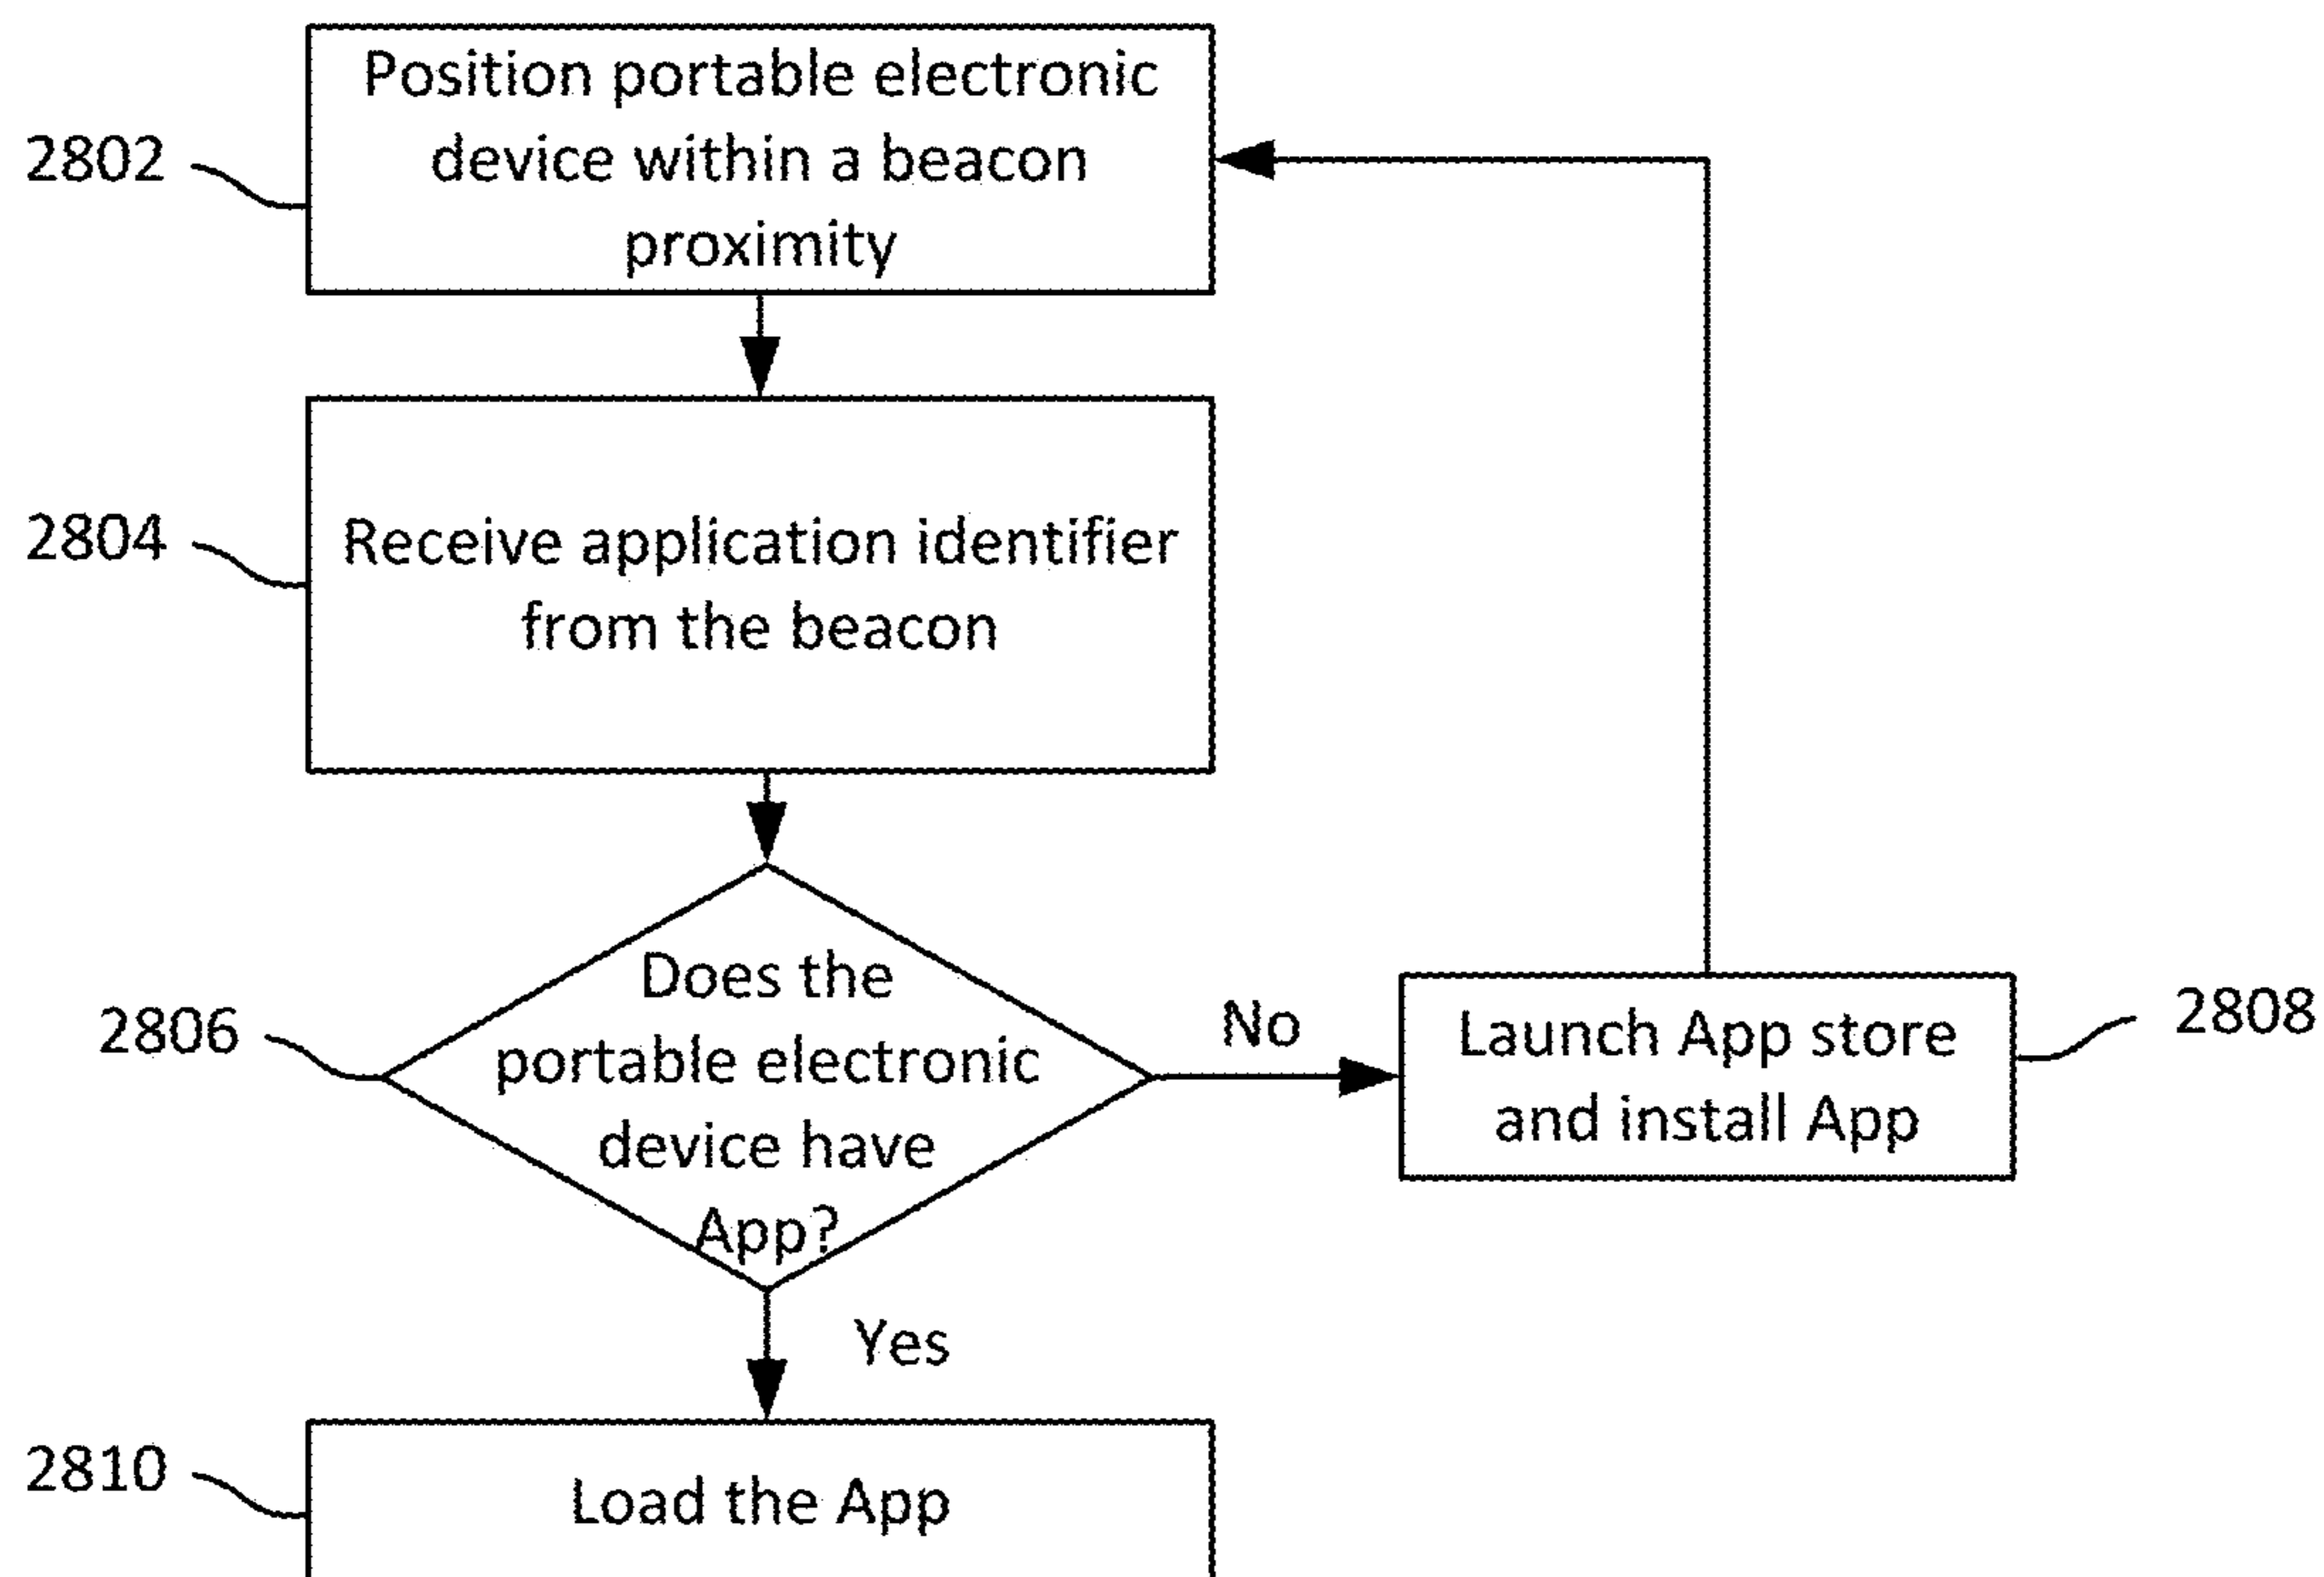 Position portable electronic
device within a beacon
proximity
2802
Receive application identifier
from the beacon
2804
Does the
portable electronic
device have
App?
2806
No
Launch App store
and install App
2808
Yes
Load the App
2810